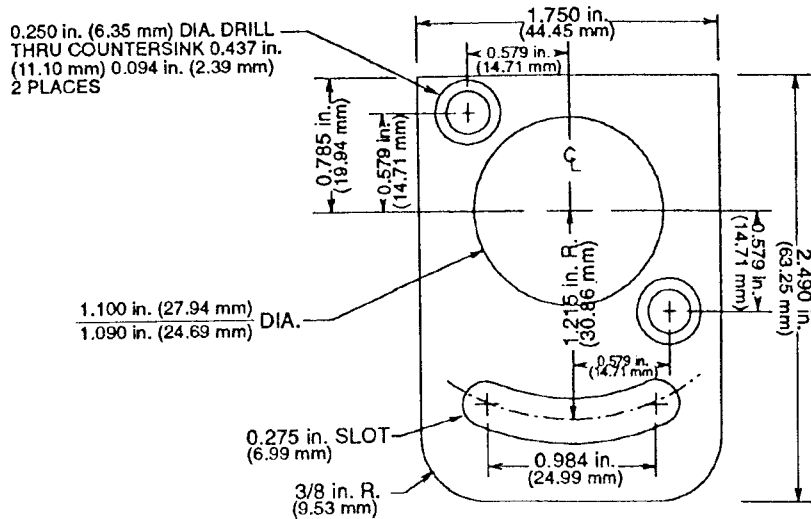 0.250 in. (6.35 mm) DIA. DRILL
THRU COUNTERSINK 0.437 in.
(11.10 mm) 0.094 in. (2.39 mm)
2 PLACES
1.750 in.
(44.45 mm)
0.579 in.
(14.71 mm)
0.785 in.
(19.94 mm)
0.579 in.
(14.71 mm)
CL
1.215 in. R.
(30.86 mm)
0.579 in.
(14.71 mm)
2.490 in.
(63.25 mm)
1.100 in. (27.94 mm)
1.090 in. (24.69 mm)
DIA.
0.579 in.
(14.71 mm)
0.275 in. SLOT
(6.99 mm)
0.984 in.
(24.99 mm)
3/8 in. R.
(9.53 mm)